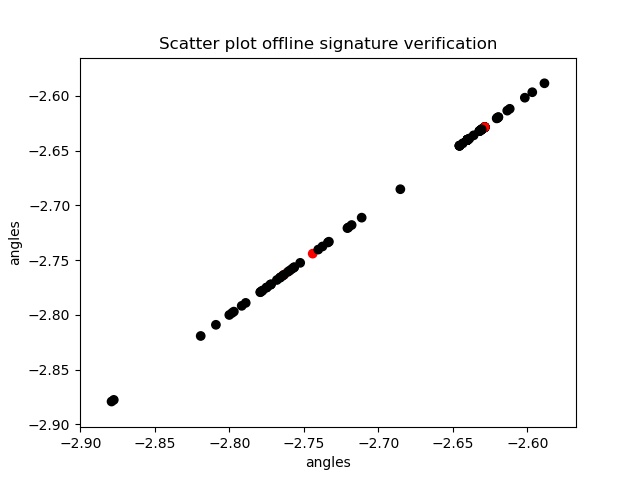 Scatter plot offline signature verification
−2.60
−2.65
−2.70
−2.75
−2.80
−2.85
−2.90
angles
−2.90 −2.85 −2.80 −2.75 −2.70 −2.65 −2.60
angles